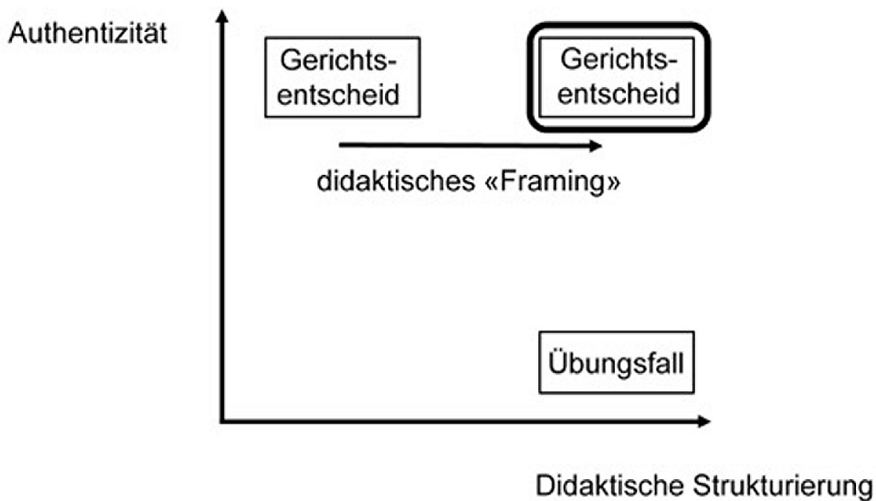 Authentizität
Gerichts-
entscheid
Gerichts-
entscheid
didaktisches «Framing»
Übungsfall
Didaktische Strukturierung